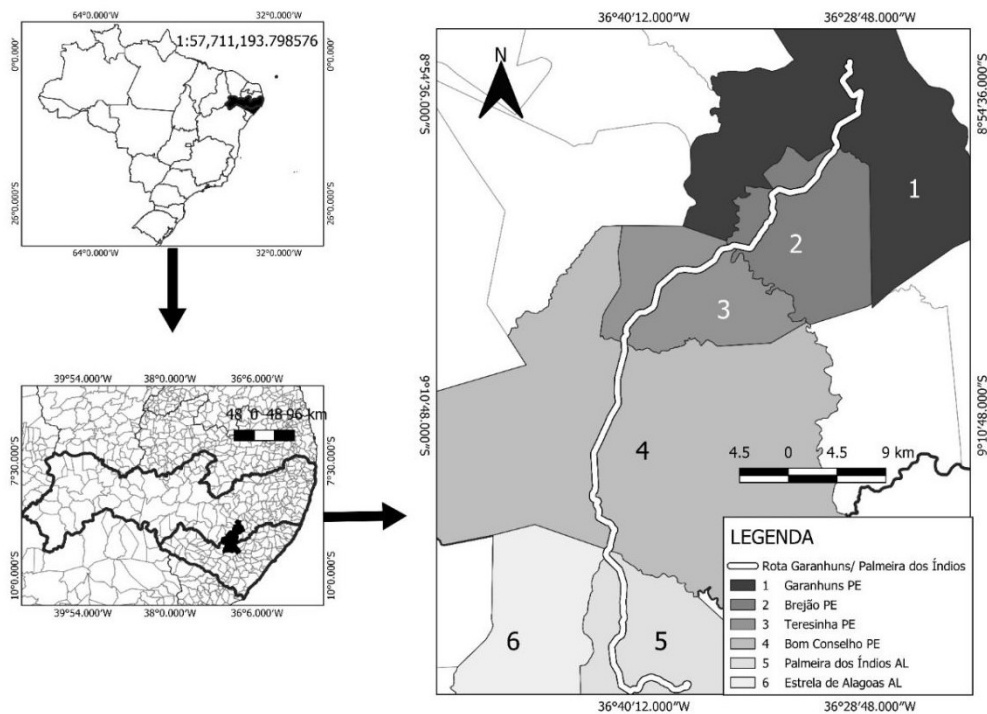 64°0.000"W 32°0.000"W
1:57,711,193.798576
0°0.000"S 0°0.000"S
26°0.000"S 26°0.000"S
64°0.000"W 32°0.000"W
39°54.000"W 38°0.000"W 36°6.000"W
48 0 48 96 km
7°30.000"S 7°30.000"S
10°0.000"S 10°0.000"S
39°54.000"W 38°0.000"W 36°6.000"W
36°40'12.000"W 36°28'48.000"W
N
8°54'36.000"S 8°54'36.000"S
1
2
3
9°10'48.000"S 9°10'48.000"S
4
4.5 0 4.5 9 km
6
5
LEGENDA
Rota Garanhuns/ Palmeira dos Índios
1 Garanhuns PE
2 Brejão PE
3 Teresinha PE
4 Bom Conselho PE
5 Palmeira dos Índios AL
6 Estrela de Alagoas AL
36°40'12.000"W 36°28'48.000"W